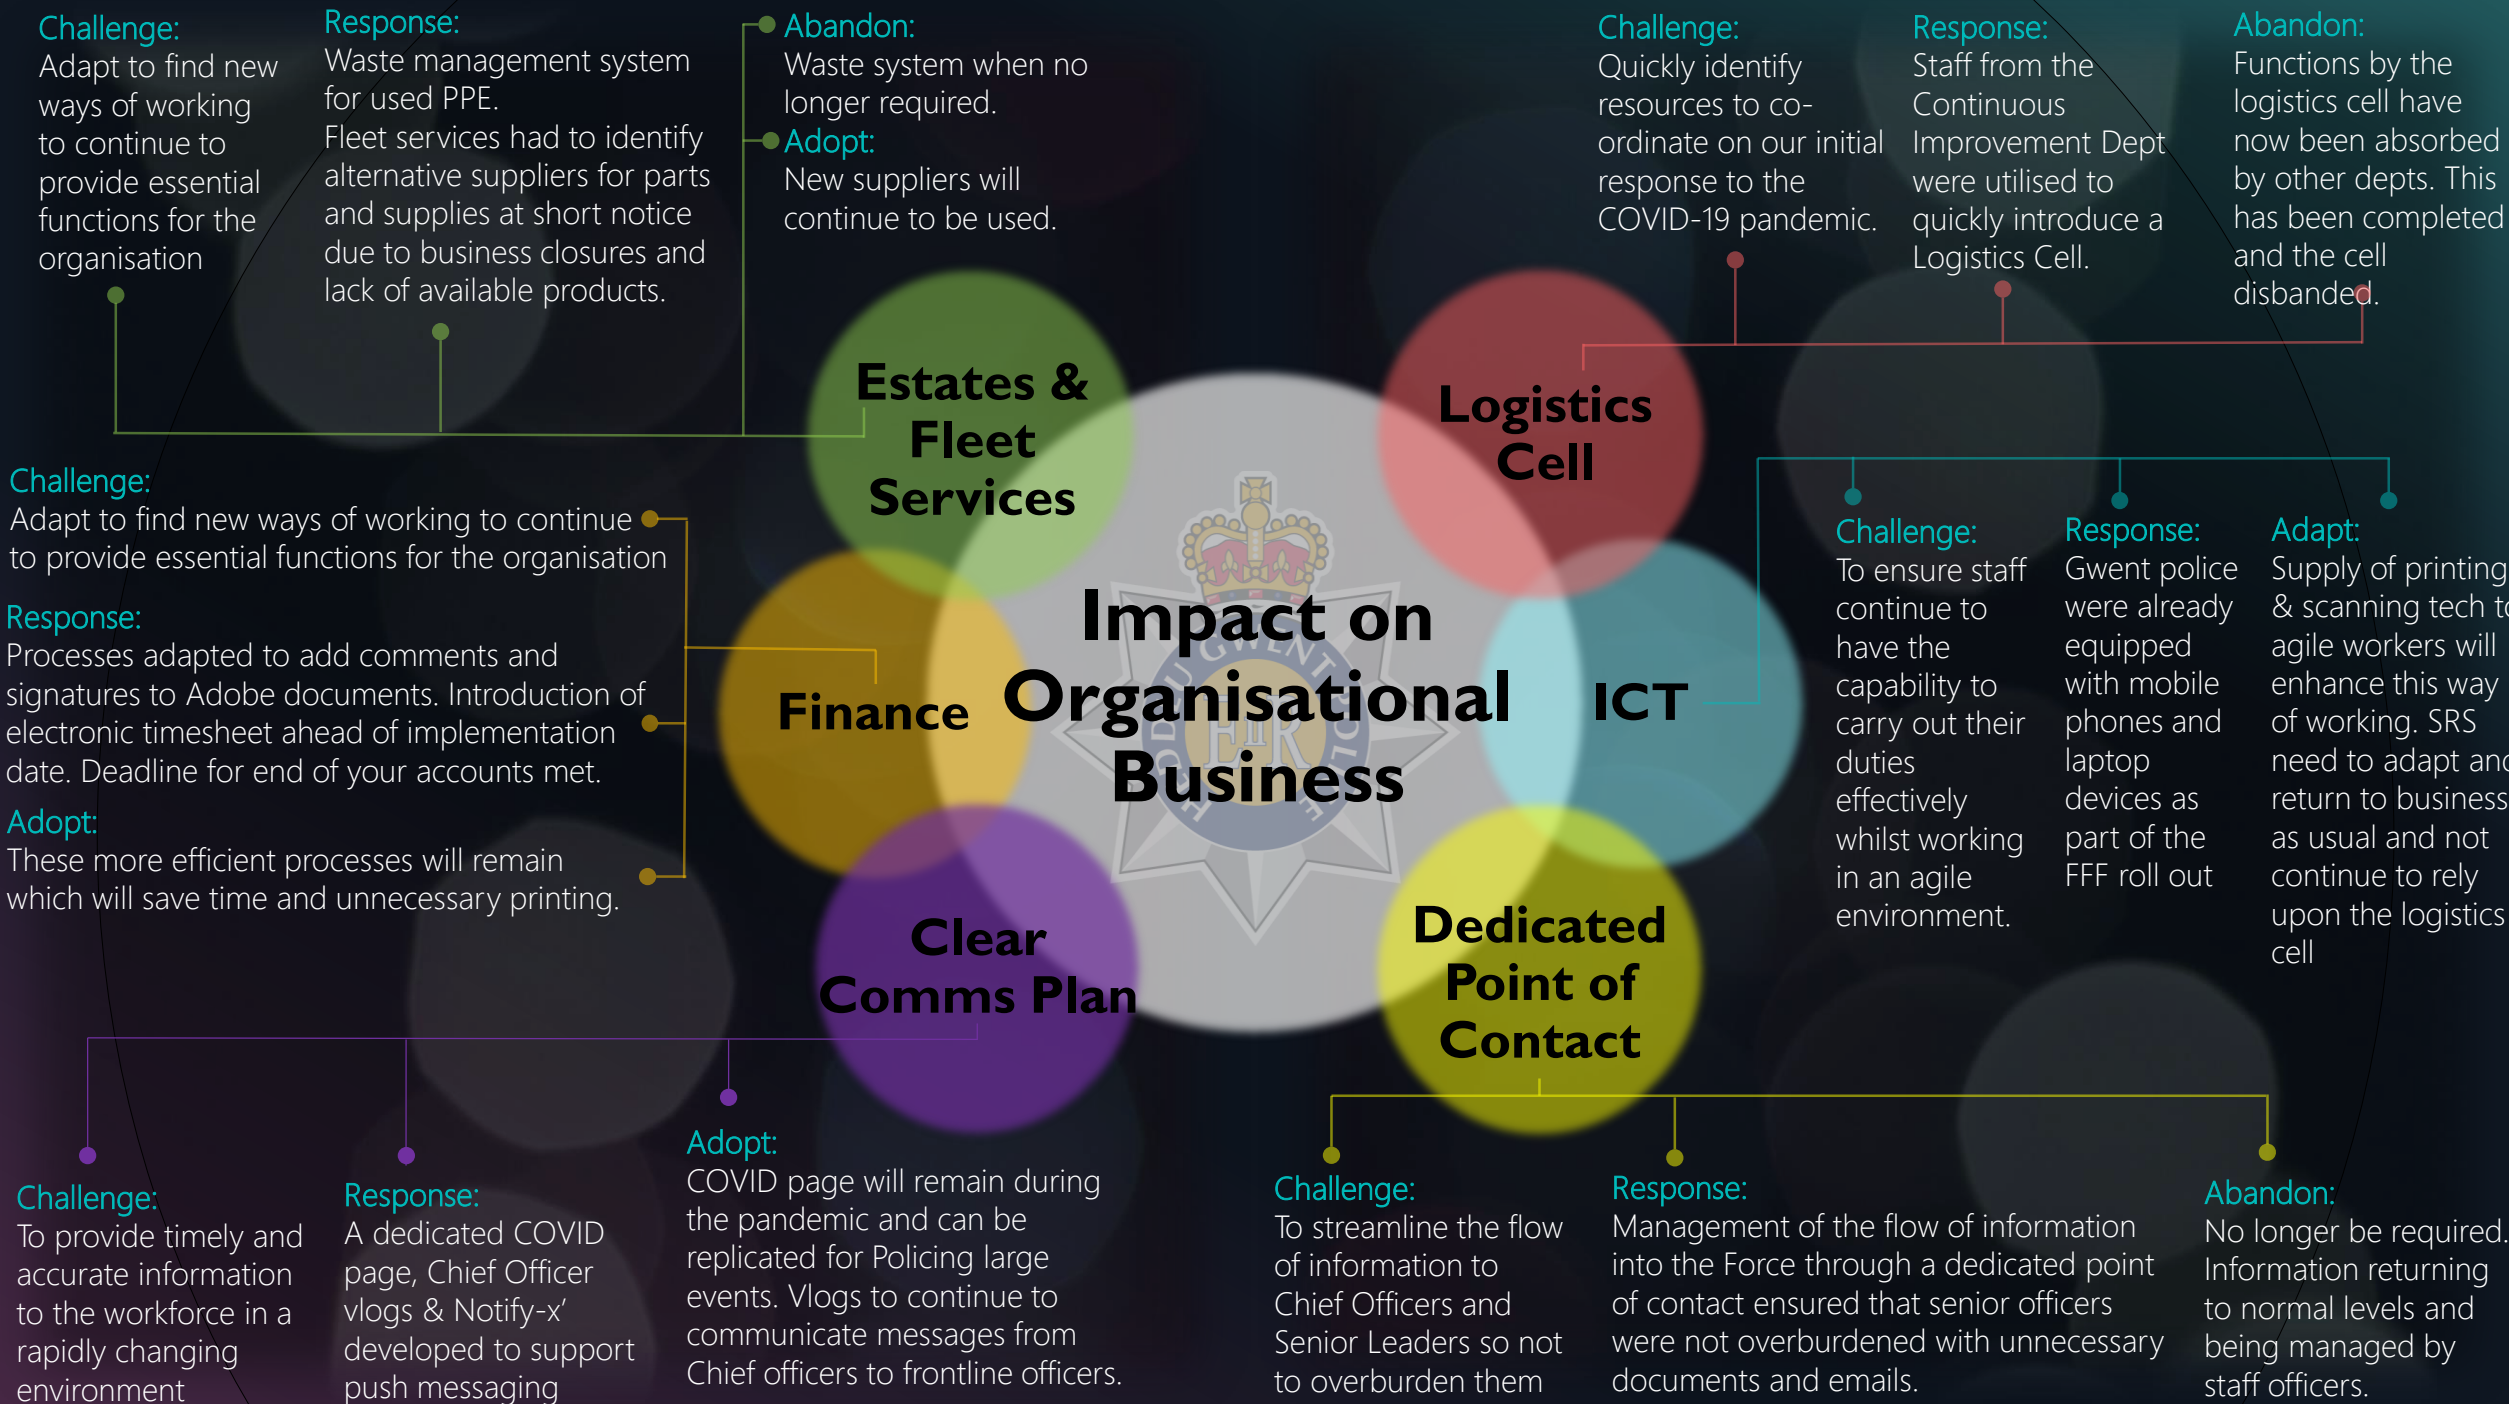 Challenge:
Adapt to find new
ways of working
to continue to
provide essential
functions for the
organisation
Response:
Waste management system
for used PPE.
Fleet services had to identify
alternative suppliers for parts
and supplies at short notice
due to business closures and
lack of available products.
Abandon:
Waste system when no
longer required.
Adopt:
New suppliers will
continue to be used.
Challenge:
Quickly identify
resources to co-
ordinate on our initial
response to the
COVID-19 pandemic.
Response:
Staff from the
Continuous
Improvement Dept
were utilised to
quickly introduce a
Logistics Cell.
Abandon:
Functions by the
logistics cell have
now been absorbed
by other depts. This
has been completed
and the cell
disbanded.
Estates &
Fleet
Services
Logistics
Cell
Challenge:
Adapt to find new ways of working to continue
to provide essential functions for the organisation
Response:
Processes adapted to add comments and
signatures to Adobe documents. Introduction of
electronic timesheet ahead of implementation
date. Deadline for end of your accounts met.
Adopt:
These more efficient processes will remain
which will save time and unnecessary printing.
Finance
Impact on
Organisational
Business
HEDDLU GWENT POLICE
EIIR
ICT
Challenge:
To ensure staff
continue to
have the
capability to
carry out their
duties
effectively
whilst working
in an agile
environment.
Response:
Gwent police
were already
equipped
with mobile
phones and
laptop
devices as
part of the
FFF roll out
Adapt:
Supply of printing
& scanning tech to
agile workers will
enhance this way
of working. SRS
need to adapt and
return to business
as usual and not
continue to rely
upon the logistics
cell
Clear
Comms Plan
Dedicated
Point of
Contact
Challenge:
To provide timely and
accurate information
to the workforce in a
rapidly changing
environment
Response:
A dedicated COVID
page, Chief Officer
vlogs & Notify-x’
developed to support
push messaging
Adopt:
COVID page will remain during
the pandemic and can be
replicated for Policing large
events. Vlogs to continue to
communicate messages from
Chief officers to frontline officers.
Challenge:
To streamline the flow
of information to
Chief Officers and
Senior Leaders so not
to overburden them
Response:
Management of the flow of information
into the Force through a dedicated point
of contact ensured that senior officers
were not overburdened with unnecessary
documents and emails.
Abandon:
No longer be required.
Information returning
to normal levels and
being managed by
staff officers.